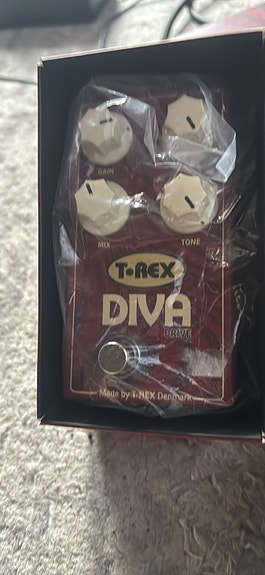 GAIN
MIX
TONE
T-REX
DIVA
DRIVE
Made by T-REX Denmark